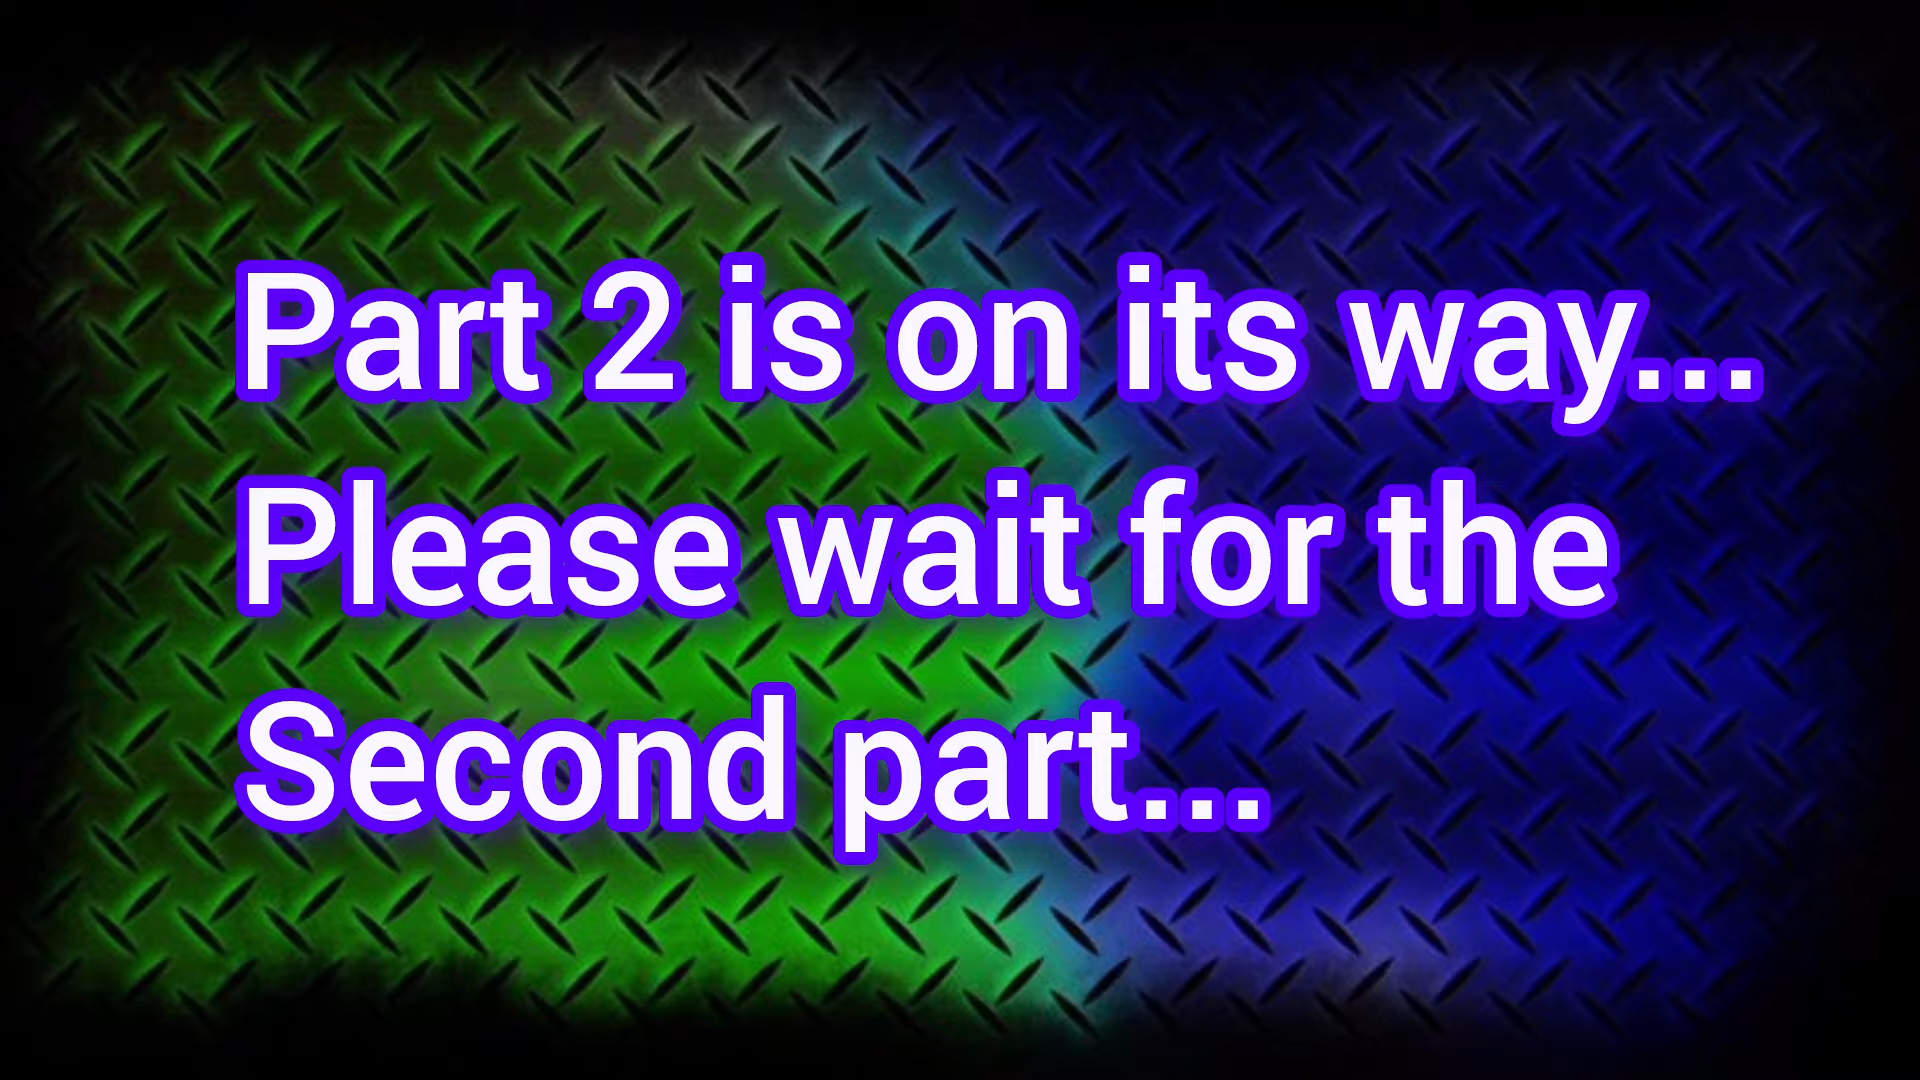 Part 2 is on its way...
Please wait for the
Second part...